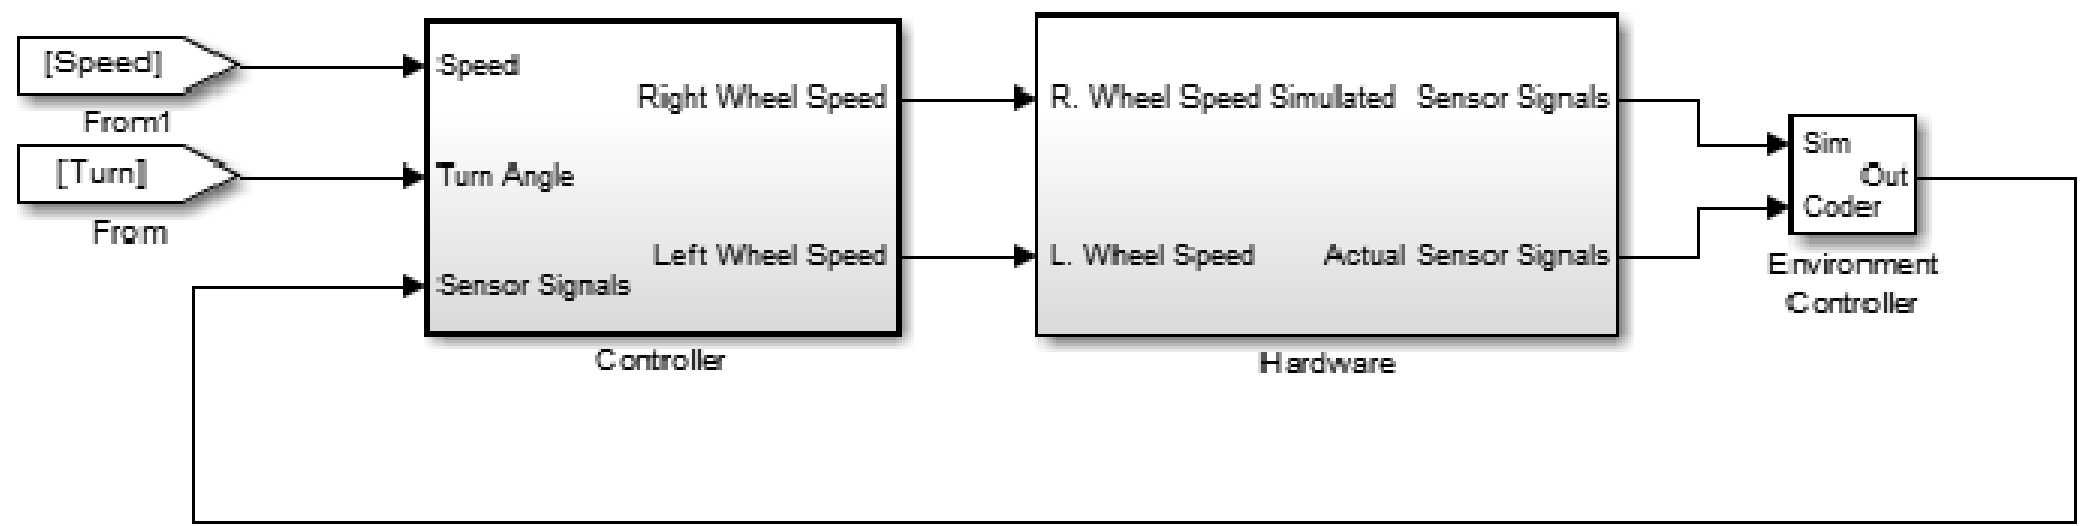 [Speed]
From1
[Turn]
From
Speed
Turn Angle
Sensor Signals
Right Wheel Speed
Left Wheel Speed
Controller
R. Wheel Speed Simulated Sensor Signals
L. Wheel Speed
Actual Sensor Signals
Hardware
Sim
Out
Coder
Environment
Controller